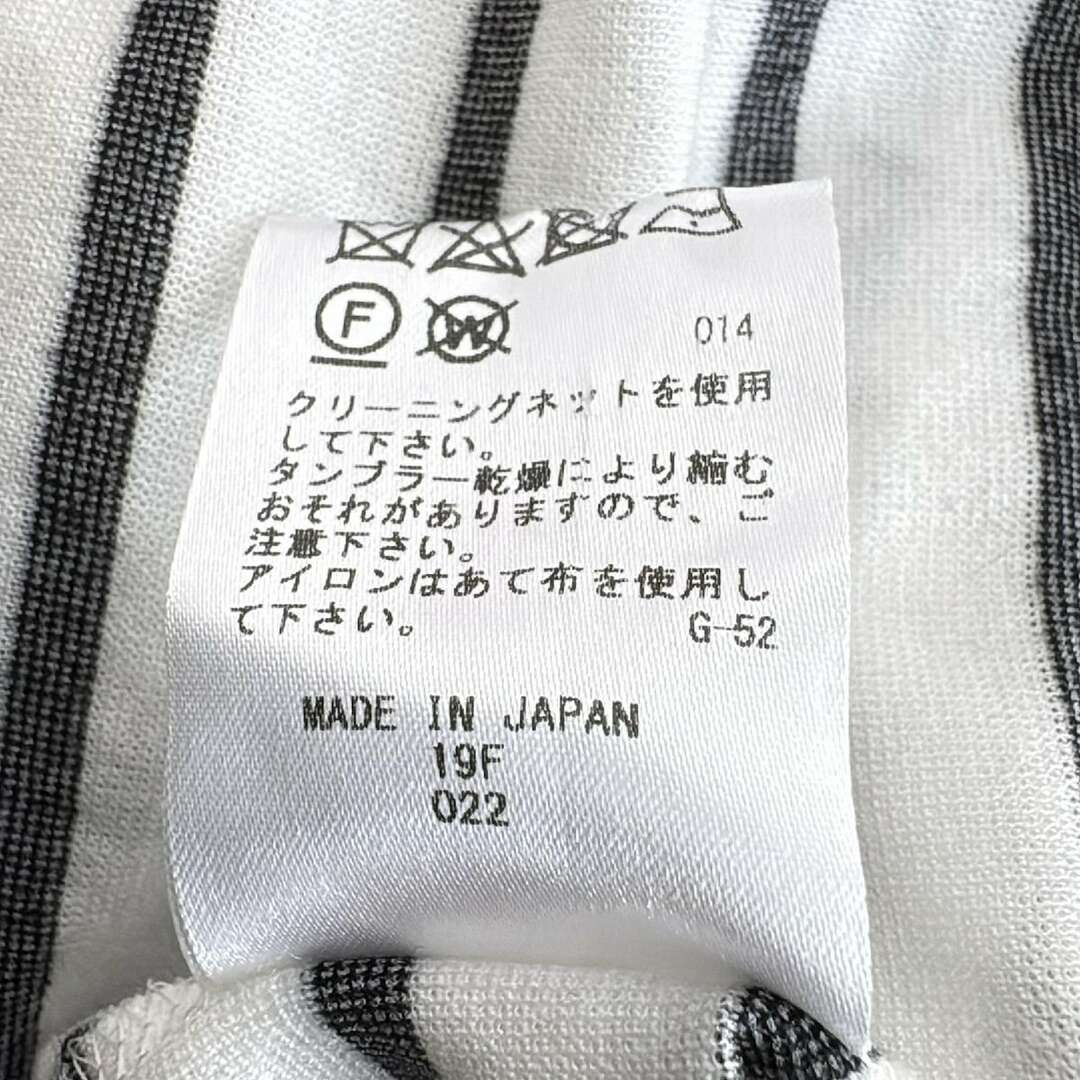 F W 014
クリーニングネットを使用
して下さい。
タンブラー乾燥により縮む
おそれがありますので、ご
注意下さい。
アイロンはあて布を使用し
て下さい。 G-52
MADE IN JAPAN
19F
022